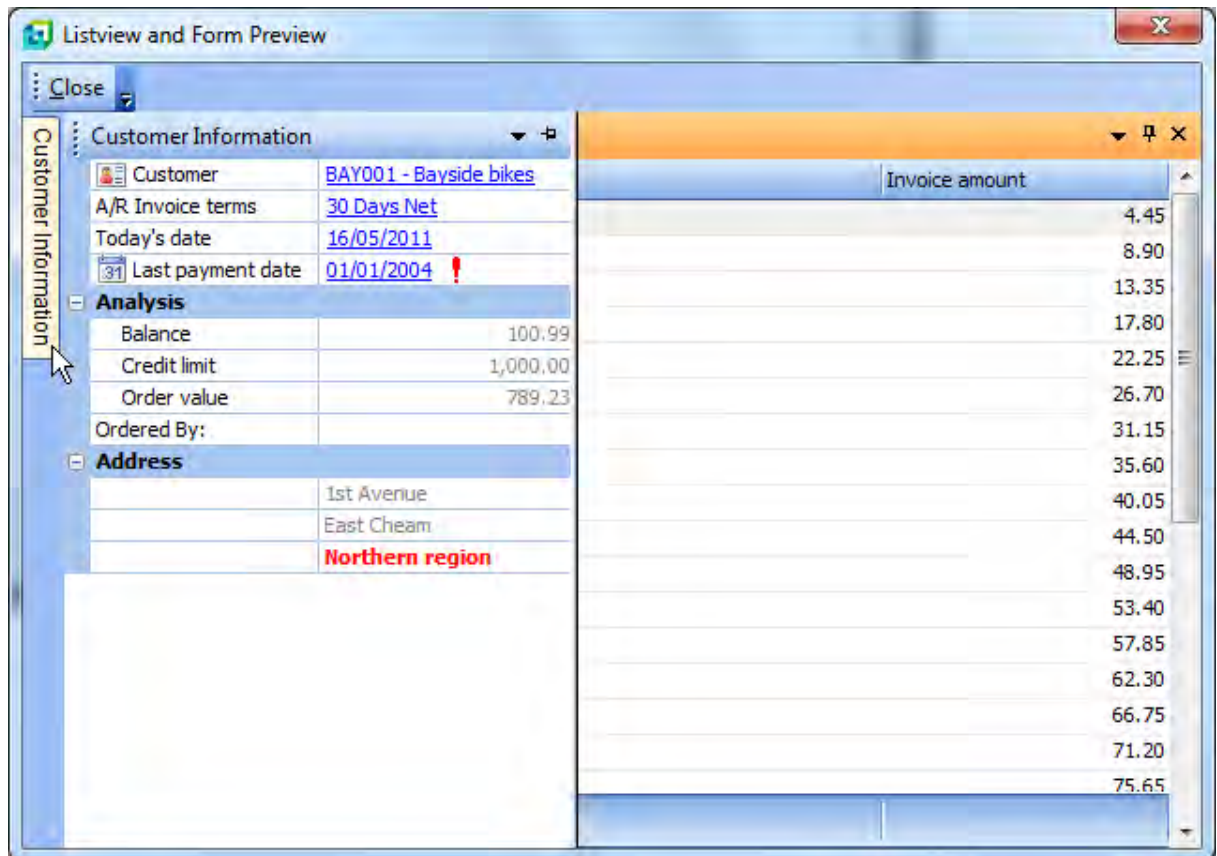 Listview and Form Preview
Close
Customer Information
Customer Information
Customer BAY001 - Bayside bikes
A/R Invoice terms 30 Days Net
Today's date 16/05/2011
31 Last payment date 01/01/2004 !
Analysis
Balance 100.99
Credit limit 1,000.00
Order value 789.23
Ordered By:
Address
1st Avenue
East Cheam
Northern region
Invoice amount
4.45
8.90
13.35
17.80
22.25
26.70
31.15
35.60
40.05
44.50
48.95
53.40
57.85
62.30
66.75
71.20
75.65